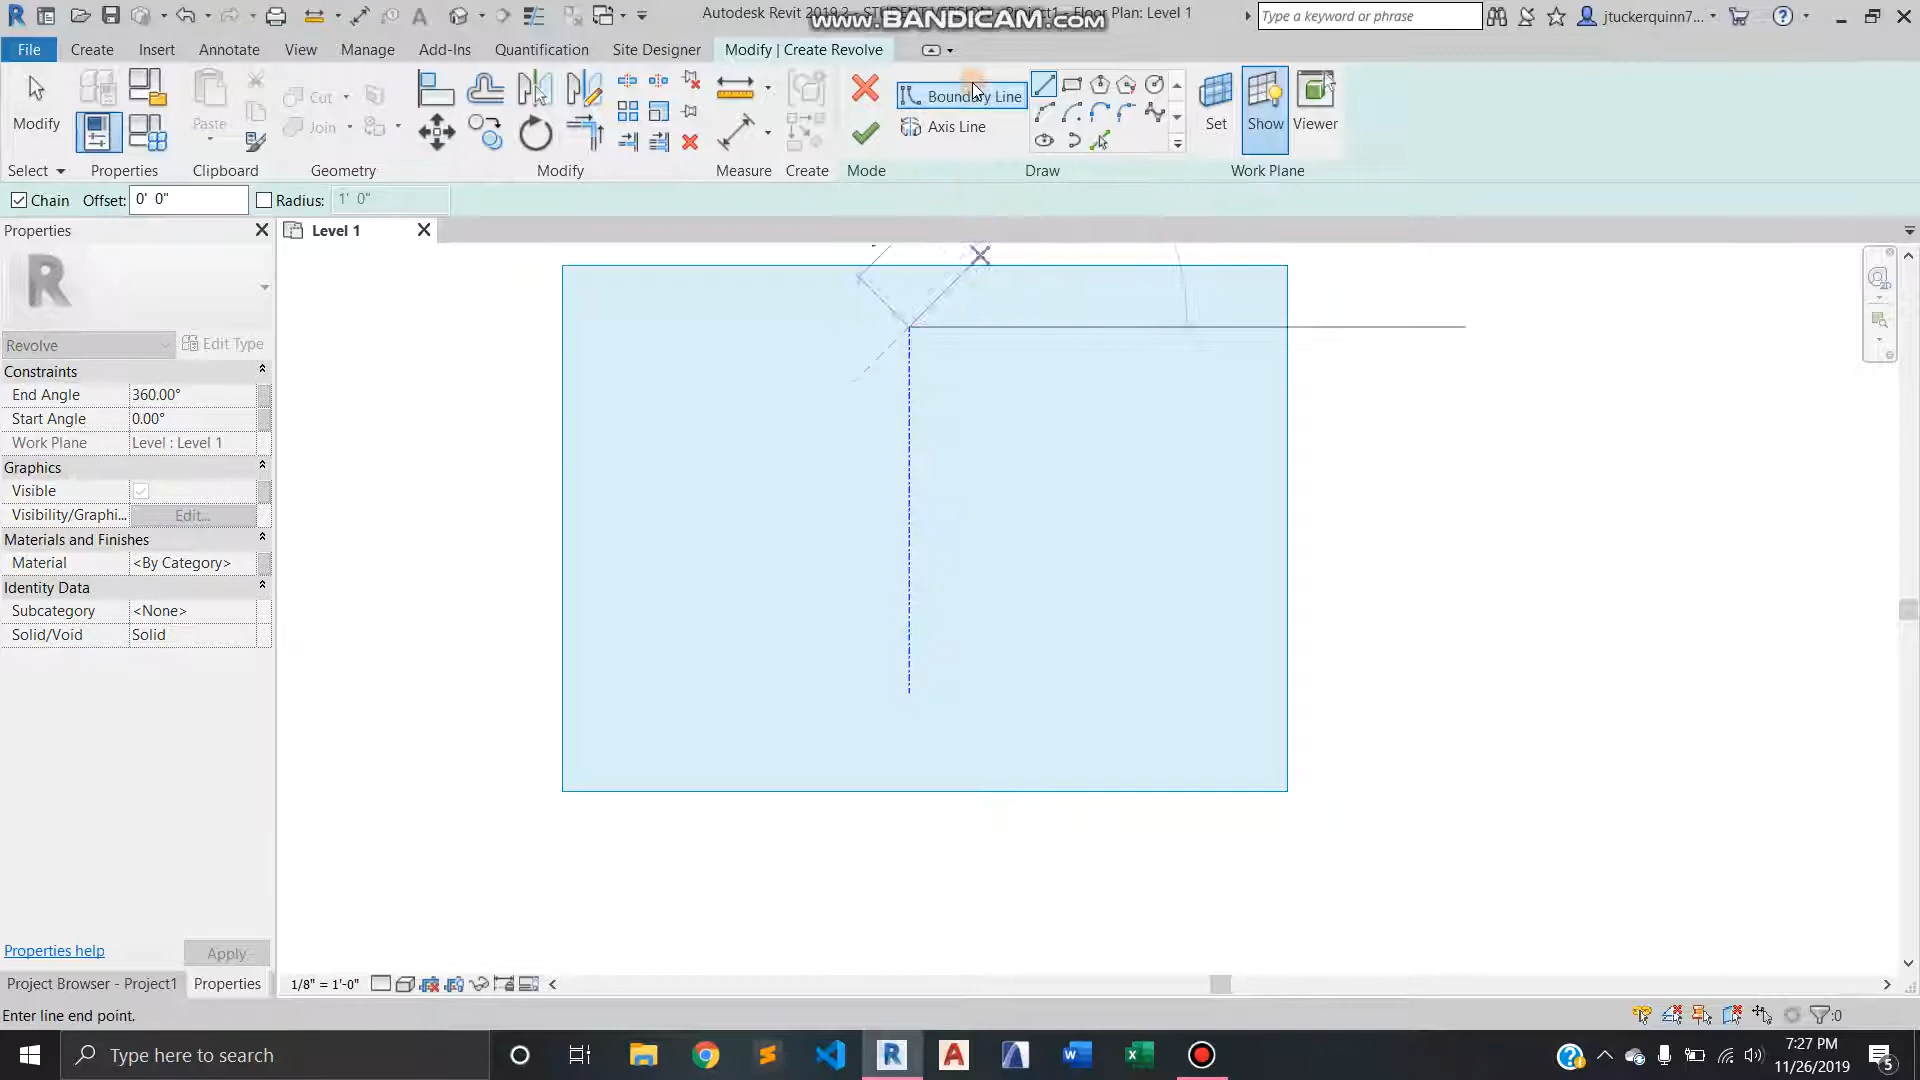 Autodesk Revit 2019.2 - STUDENT VERSION - Project1 - Floor Plan: Level 1
www.BANDICAM.com
Type a keyword or phrase
jtuckerquinn7...
File Create Insert Annotate View Manage Add-Ins Quantification Site Designer Modify | Create Revolve
Modify Paste Cut Join Boundary Line Axis Line Set Show Viewer
Select Properties Clipboard Geometry Modify Measure Create Mode Draw Work Plane
Chain Offset: 0' 0" Radius: 1' 0"
Properties
Level 1
R
Revolve Edit Type
Constraints
End Angle 360.00°
Start Angle 0.00°
Work Plane Level : Level 1
Graphics
Visible
Visibility/Graphi... Edit...
Materials and Finishes
Material <By Category>
Identity Data
Subcategory <None>
Solid/Void Solid
Properties help Apply
Project Browser - Project1 Properties 1/8" = 1'-0"
Enter line end point.
:0
Type here to search
7:27 PM
11/26/2019
5